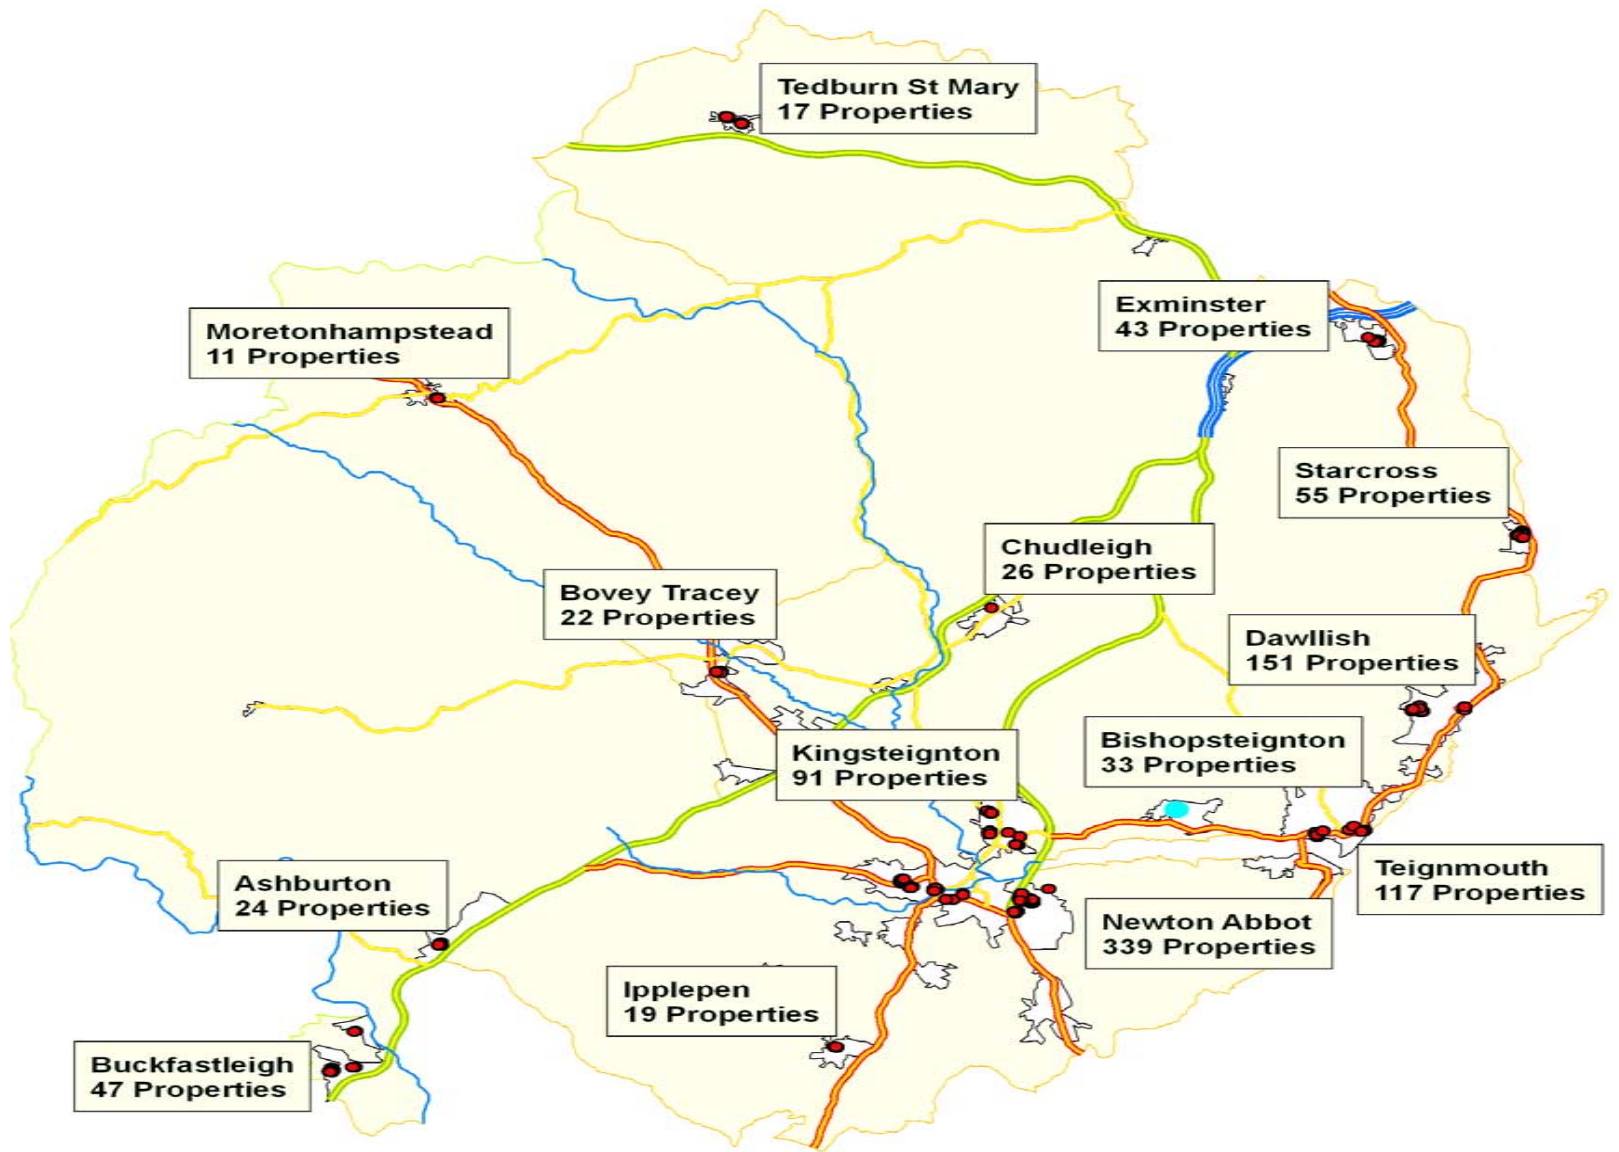 Tedburn St Mary
17 Properties
Exminster
43 Properties
Moretonhampstead
11 Properties
Starcross
55 Properties
Chudleigh
26 Properties
Bovey Tracey
22 Properties
Dawllish
151 Properties
Bishopsteignton
33 Properties
Kingsteignton
91 Properties
Teignmouth
117 Properties
Ashburton
24 Properties
Newton Abbot
339 Properties
Ipplepen
19 Properties
Buckfastleigh
47 Properties